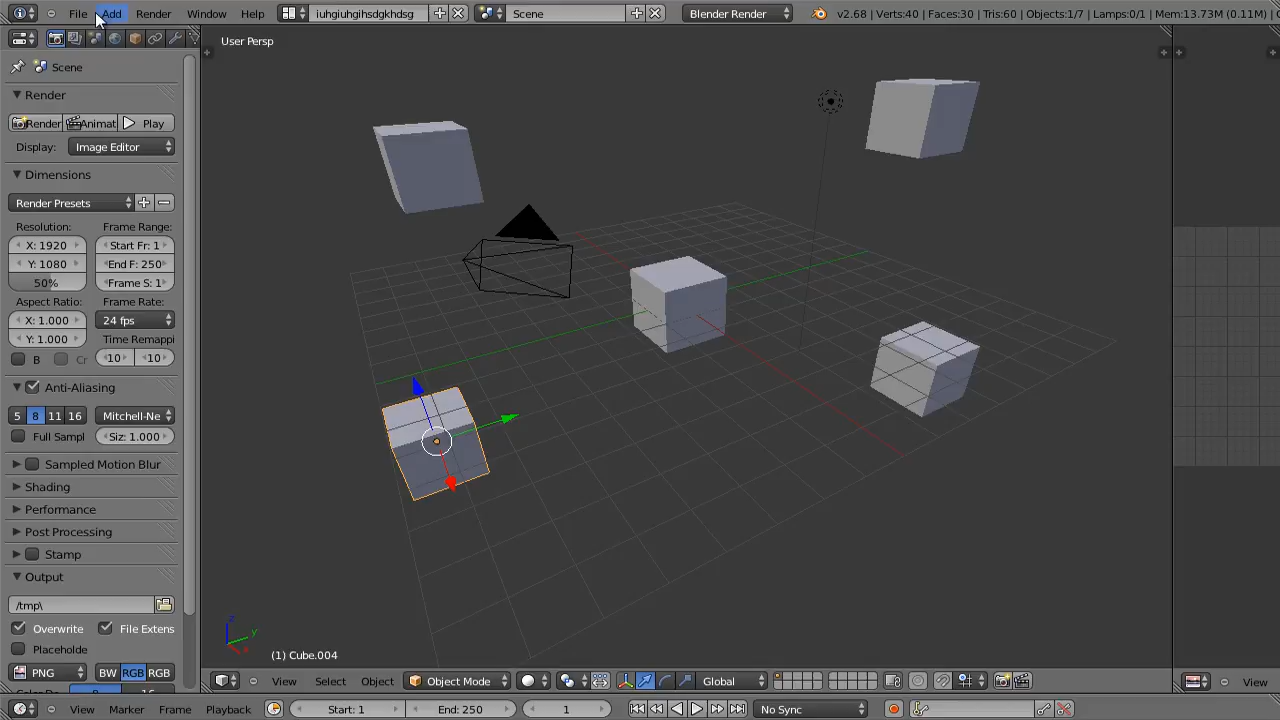 File Add Render Window Help iuhgiuhgihsdgkhdsg Scene Blender Render v2.68 | Verts:40 | Faces:30 | Tris:60 | Objects:1/7 | Lamps:0/1 | Mem:13.73M (0.11M)
Scene
User Persp
Render
Render Animat Play
Display: Image Editor
Dimensions
Render Presets
Resolution: Frame Range:
X: 1920 Start Fr: 1
Y: 1080 End F: 250
50% Frame S: 1
Aspect Ratio: Frame Rate:
X: 1.000 24 fps
Y: 1.000 Time Remappi
B Cr 10 10
Anti-Aliasing
5 8 11 16 Mitchell-Ne
Full Sampl Siz: 1.000
Sampled Motion Blur
Shading
Performance
Post Processing
Stamp
Output
/tmp\
Overwrite File Extens
Placeholde
z y x
(1) Cube.004
PNG BW RGB RGB
View Select Object Object Mode Global View
View Marker Frame Playback Start: 1 End: 250 1 No Sync